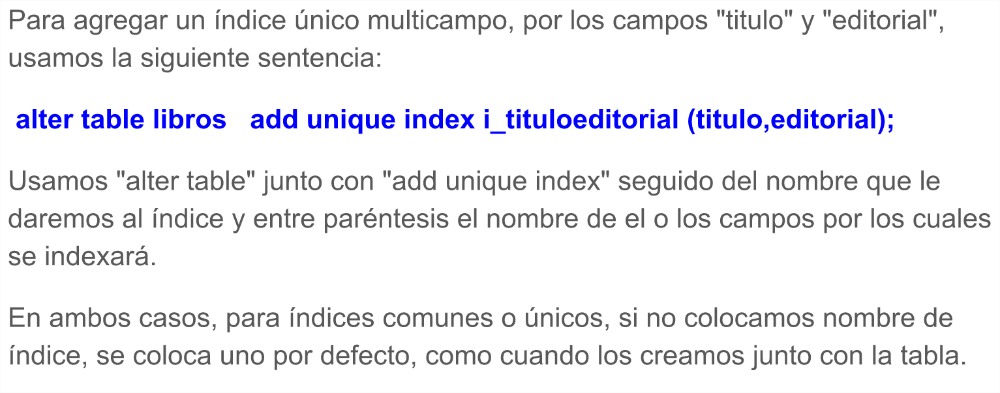 Para agregar un índice único multicampo, por los campos "titulo" y "editorial",
usamos la siguiente sentencia:
alter table libros   add unique index i_tituloeditorial (titulo,editorial);
Usamos "alter table" junto con "add unique index" seguido del nombre que le
daremos al índice y entre paréntesis el nombre de el o los campos por los cuales
se indexará.
En ambos casos, para índices comunes o únicos, si no colocamos nombre de
índice, se coloca uno por defecto, como cuando los creamos junto con la tabla.